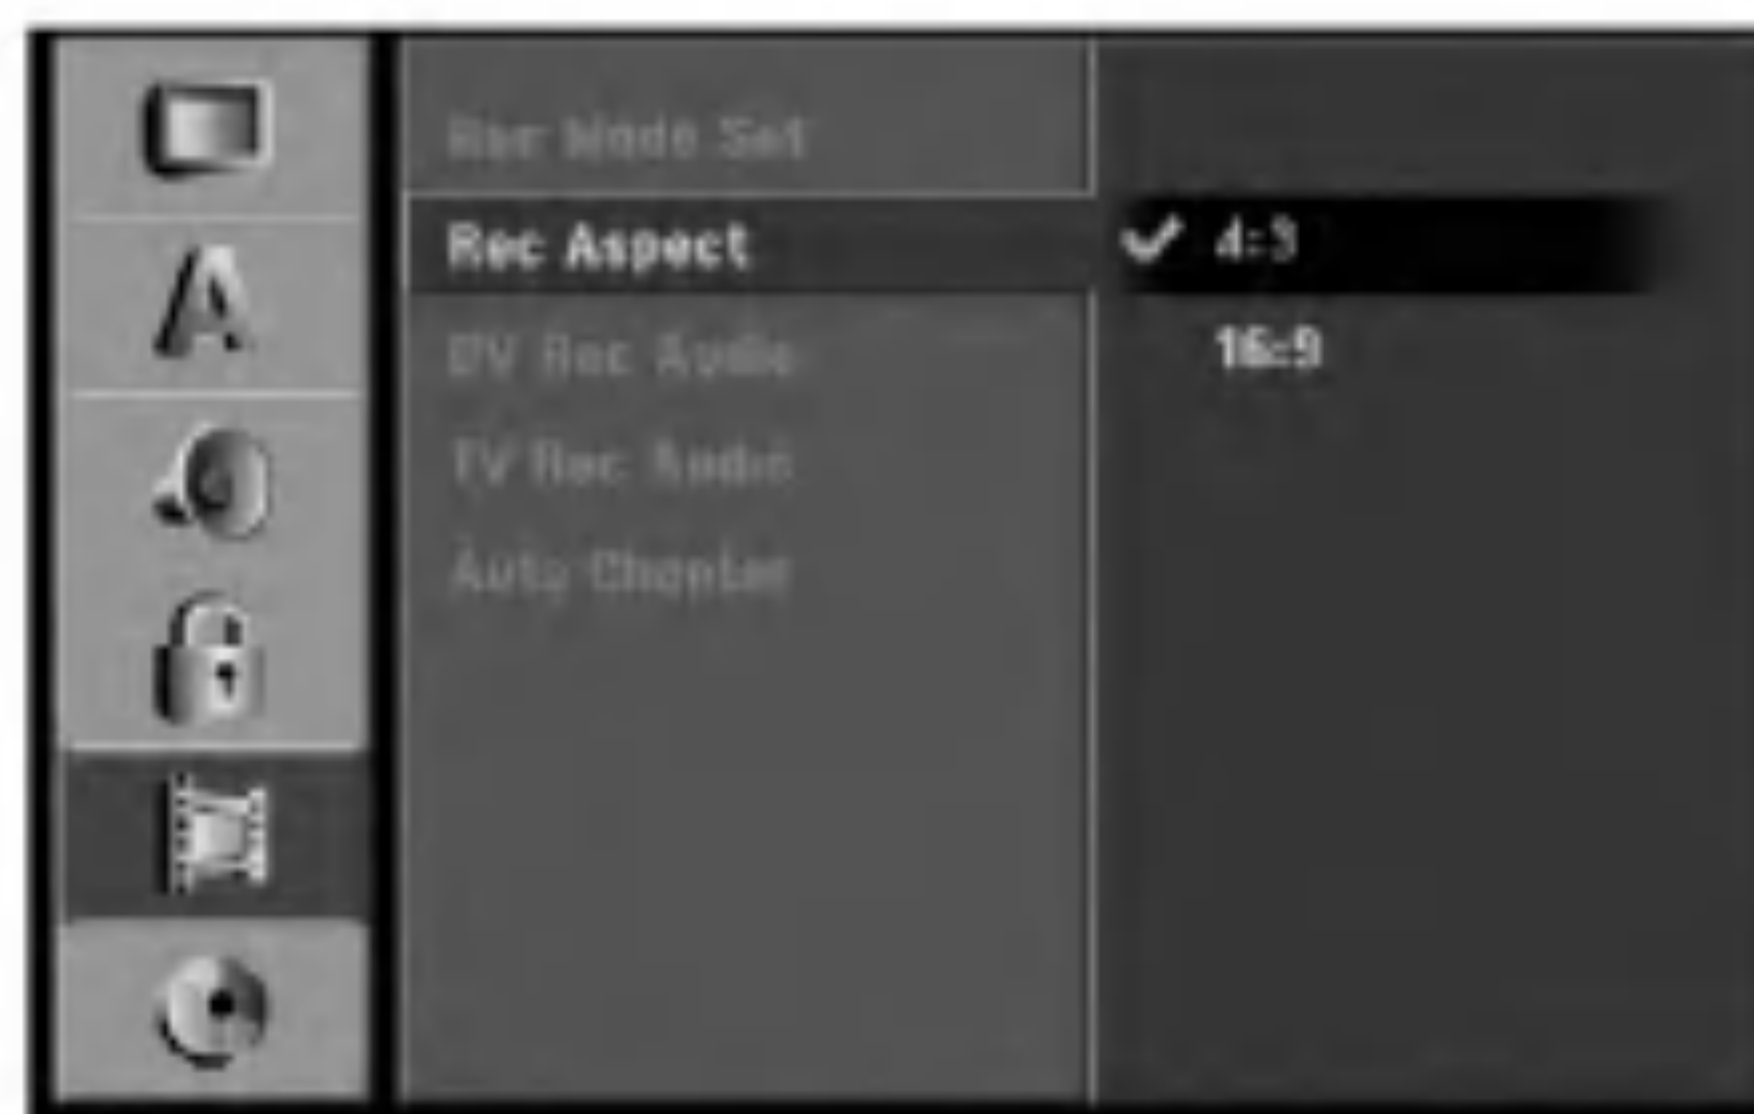 Rec Mode Set
Rec Aspect
4:3
16:9
DV Rec Audio
TV Rec Audio
Auto Chapter